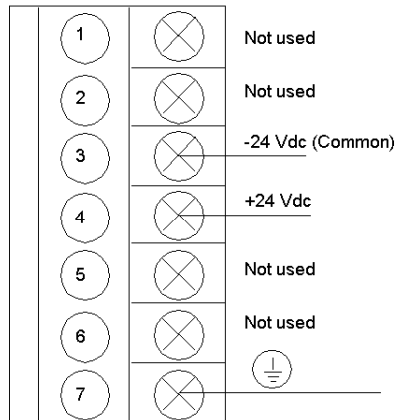 1 Not used
2 Not used
3 -24 Vdc (Common)
4 +24 Vdc
5 Not used
6 Not used
7